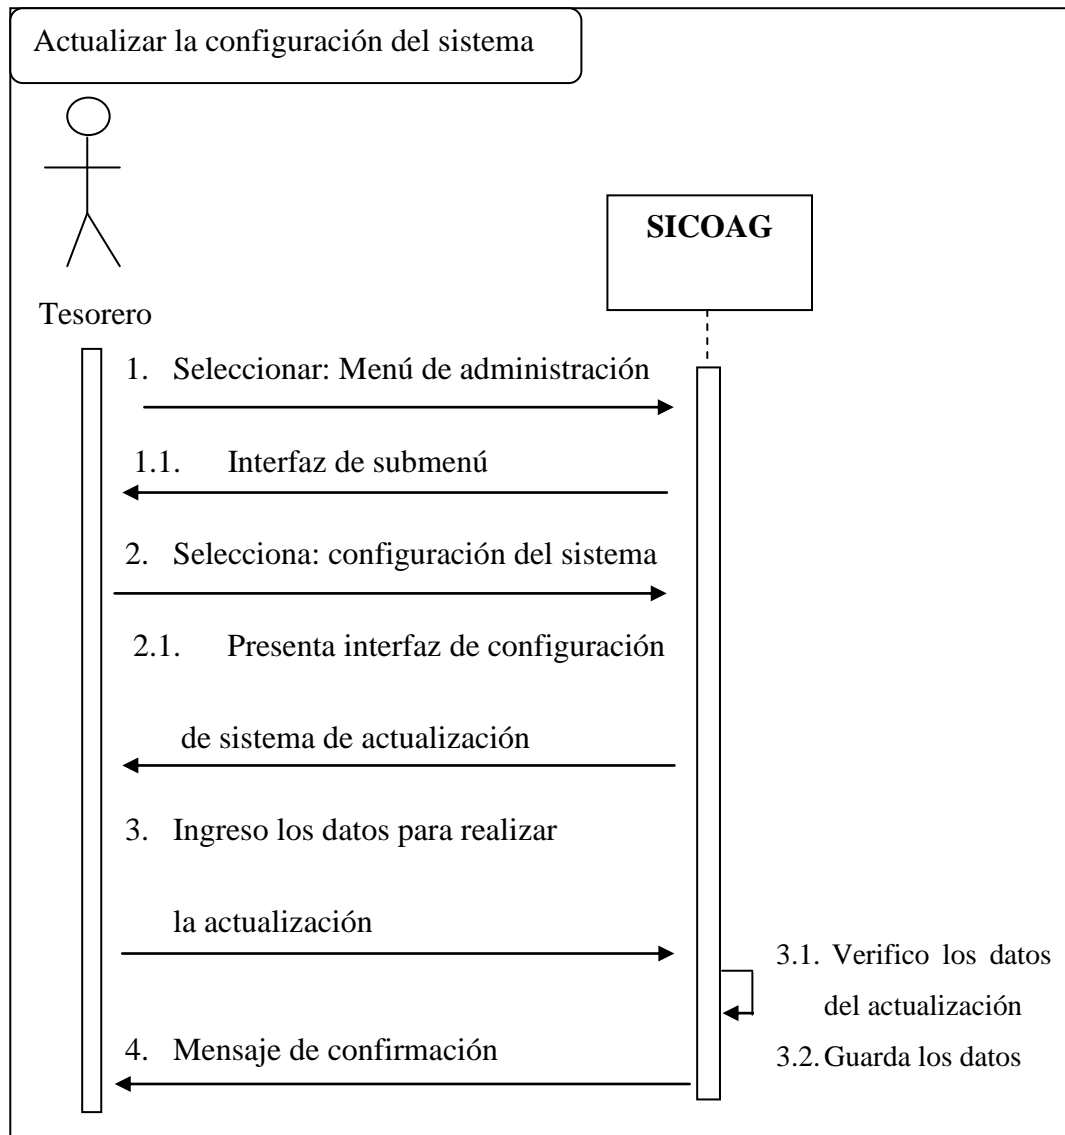 Actualizar la configuración del sistema
SICOAG
Tesorero
1. Seleccionar: Menú de administración
1.1. Interfaz de submenú
2. Selecciona: configuración del sistema
2.1. Presenta interfaz de configuración
de sistema de actualización
3. Ingreso los datos para realizar
la actualización
3.1. Verifico los datos
del actualización
3.2. Guarda los datos
4. Mensaje de confirmación